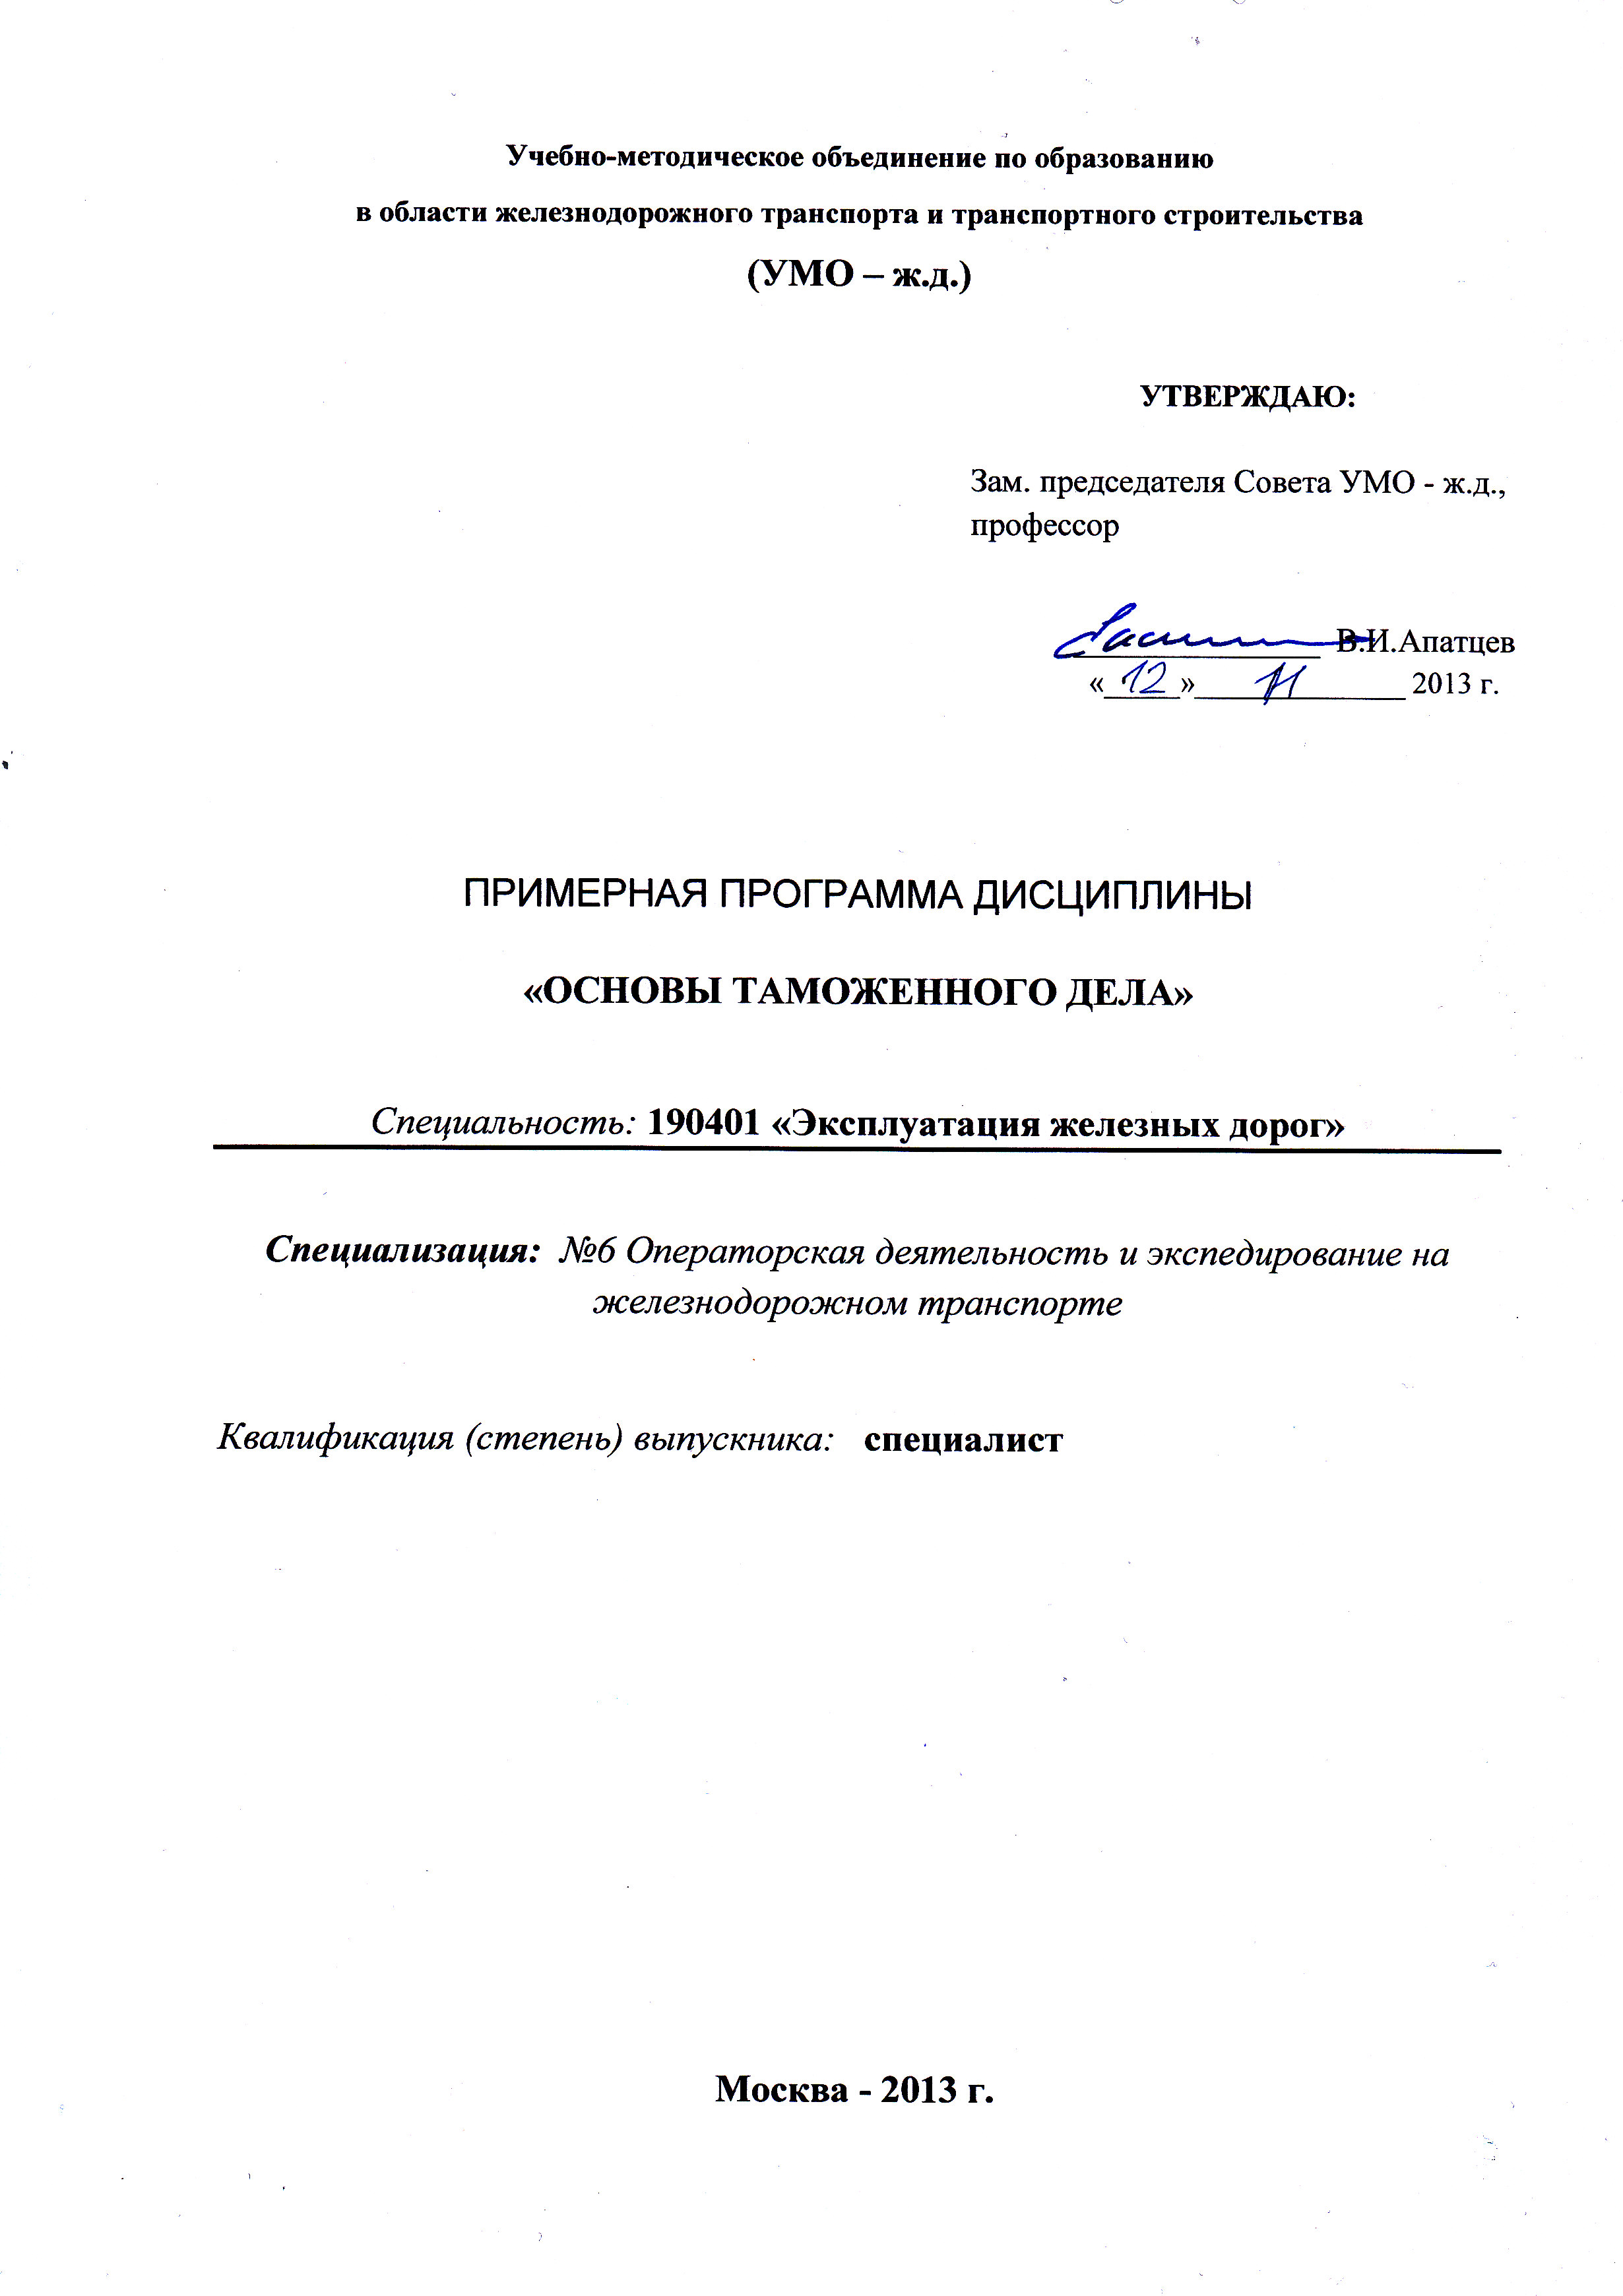 Учебно-методическое объединение по образованию
в области железнодорожного транспорта и транспортного строительства
(УМО – ж.д.)
УТВЕРЖДАЮ:
Зам. председателя Совета УМО - ж.д.,
профессор
В.И.Апатцев
«12» 11 2013 г.
ПРИМЕРНАЯ ПРОГРАММА ДИСЦИПЛИНЫ
«ОСНОВЫ ТАМОЖЕННОГО ДЕЛА»
Специальность: 190401 «Эксплуатация железных дорог»
Специализация: №6 Операторская деятельность и экспедирование на
железнодорожном транспорте
Квалификация (степень) выпускника: специалист
Москва - 2013 г.